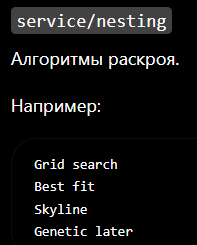 service/nesting
Алгоритмы раскроя.
Например:
Grid search
Best fit
Skyline
Genetic later